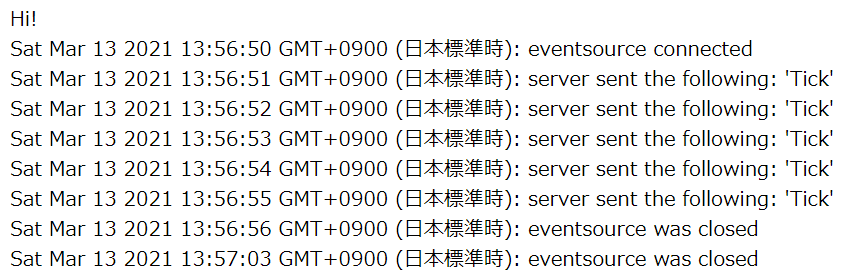 Hi!
Sat Mar 13 2021 13:56:50 GMT+0900 (日本標準時): eventsource connected
Sat Mar 13 2021 13:56:51 GMT+0900 (日本標準時): server sent the following: 'Tick'
Sat Mar 13 2021 13:56:52 GMT+0900 (日本標準時): server sent the following: 'Tick'
Sat Mar 13 2021 13:56:53 GMT+0900 (日本標準時): server sent the following: 'Tick'
Sat Mar 13 2021 13:56:54 GMT+0900 (日本標準時): server sent the following: 'Tick'
Sat Mar 13 2021 13:56:55 GMT+0900 (日本標準時): server sent the following: 'Tick'
Sat Mar 13 2021 13:56:56 GMT+0900 (日本標準時): eventsource was closed
Sat Mar 13 2021 13:57:03 GMT+0900 (日本標準時): eventsource was closed